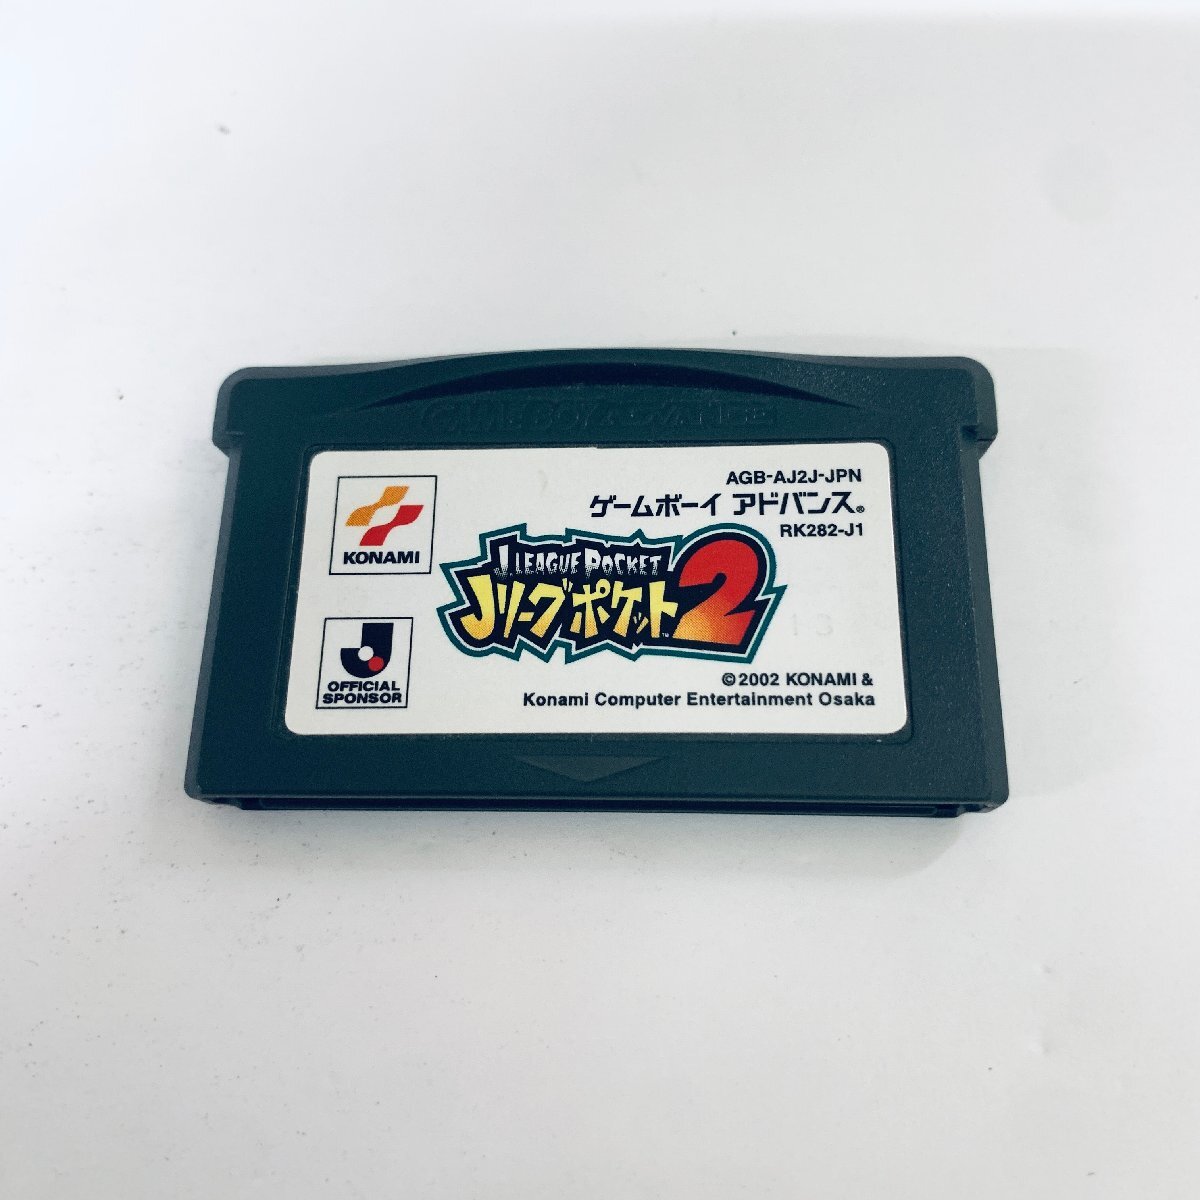 GAME BOY ADVANCE
KONAMI
AGB-AJ2J-JPN
ゲームボーイ アドバンス®
RK282-J1
J.LEAGUE POCKET
Jリーグポケット2
TM
13
OFFICIAL
SPONSOR
©2002 KONAMI &
Konami Computer Entertainment Osaka